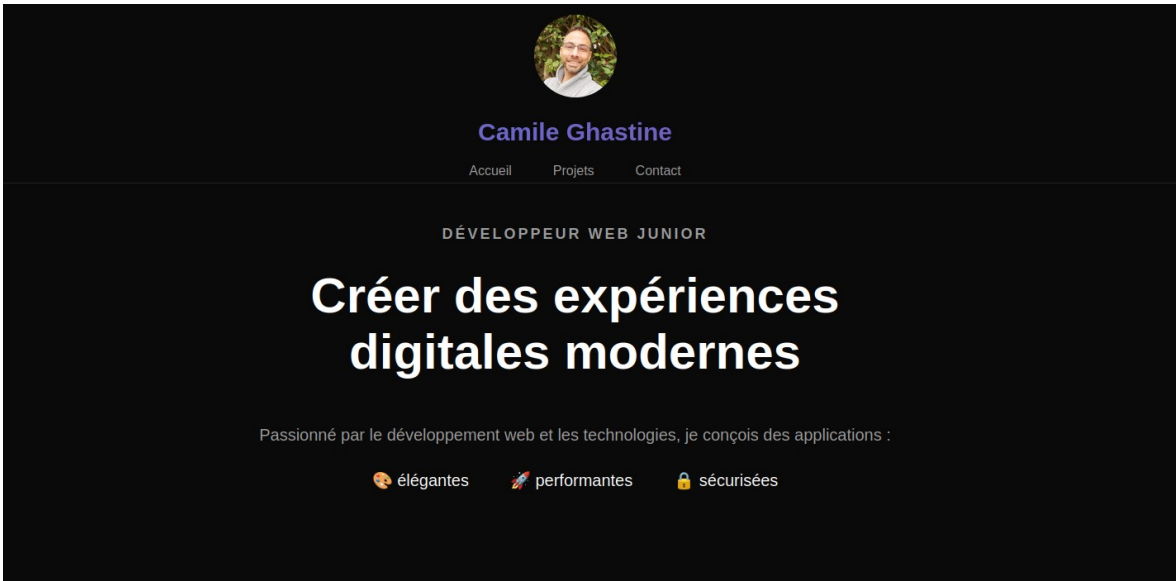 Camile Ghastine
Accueil Projets Contact
DÉVELOPPEUR WEB JUNIOR
Créer des expériences
digitales modernes
Passionné par le développement web et les technologies, je conçois des applications :
🎨 élégantes 🚀 performantes 🔒 sécurisées